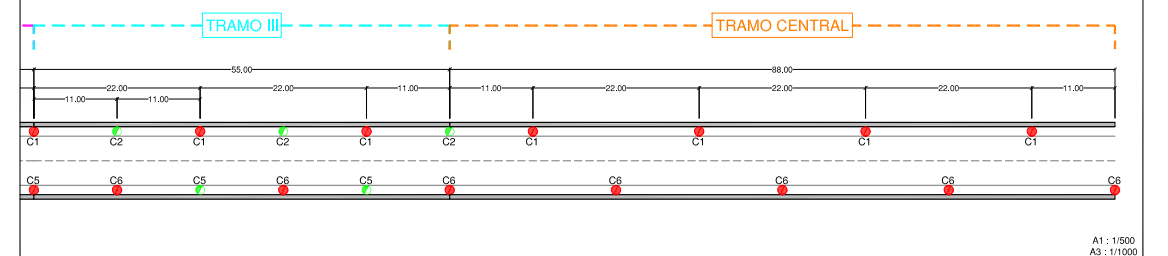 TRAMO III TRAMO CENTRAL
55.00 88.00
22.00 22.00 11.00 11.00 22.00 22.00 22.00 11.00
11.00 11.00
C1 C2 C1 C2 C1 C2 C1 C1 C1 C1
C5 C6 C5 C6 C5 C6 C6 C6 C6 C6
A1 : 1/500
A3 : 1/1000